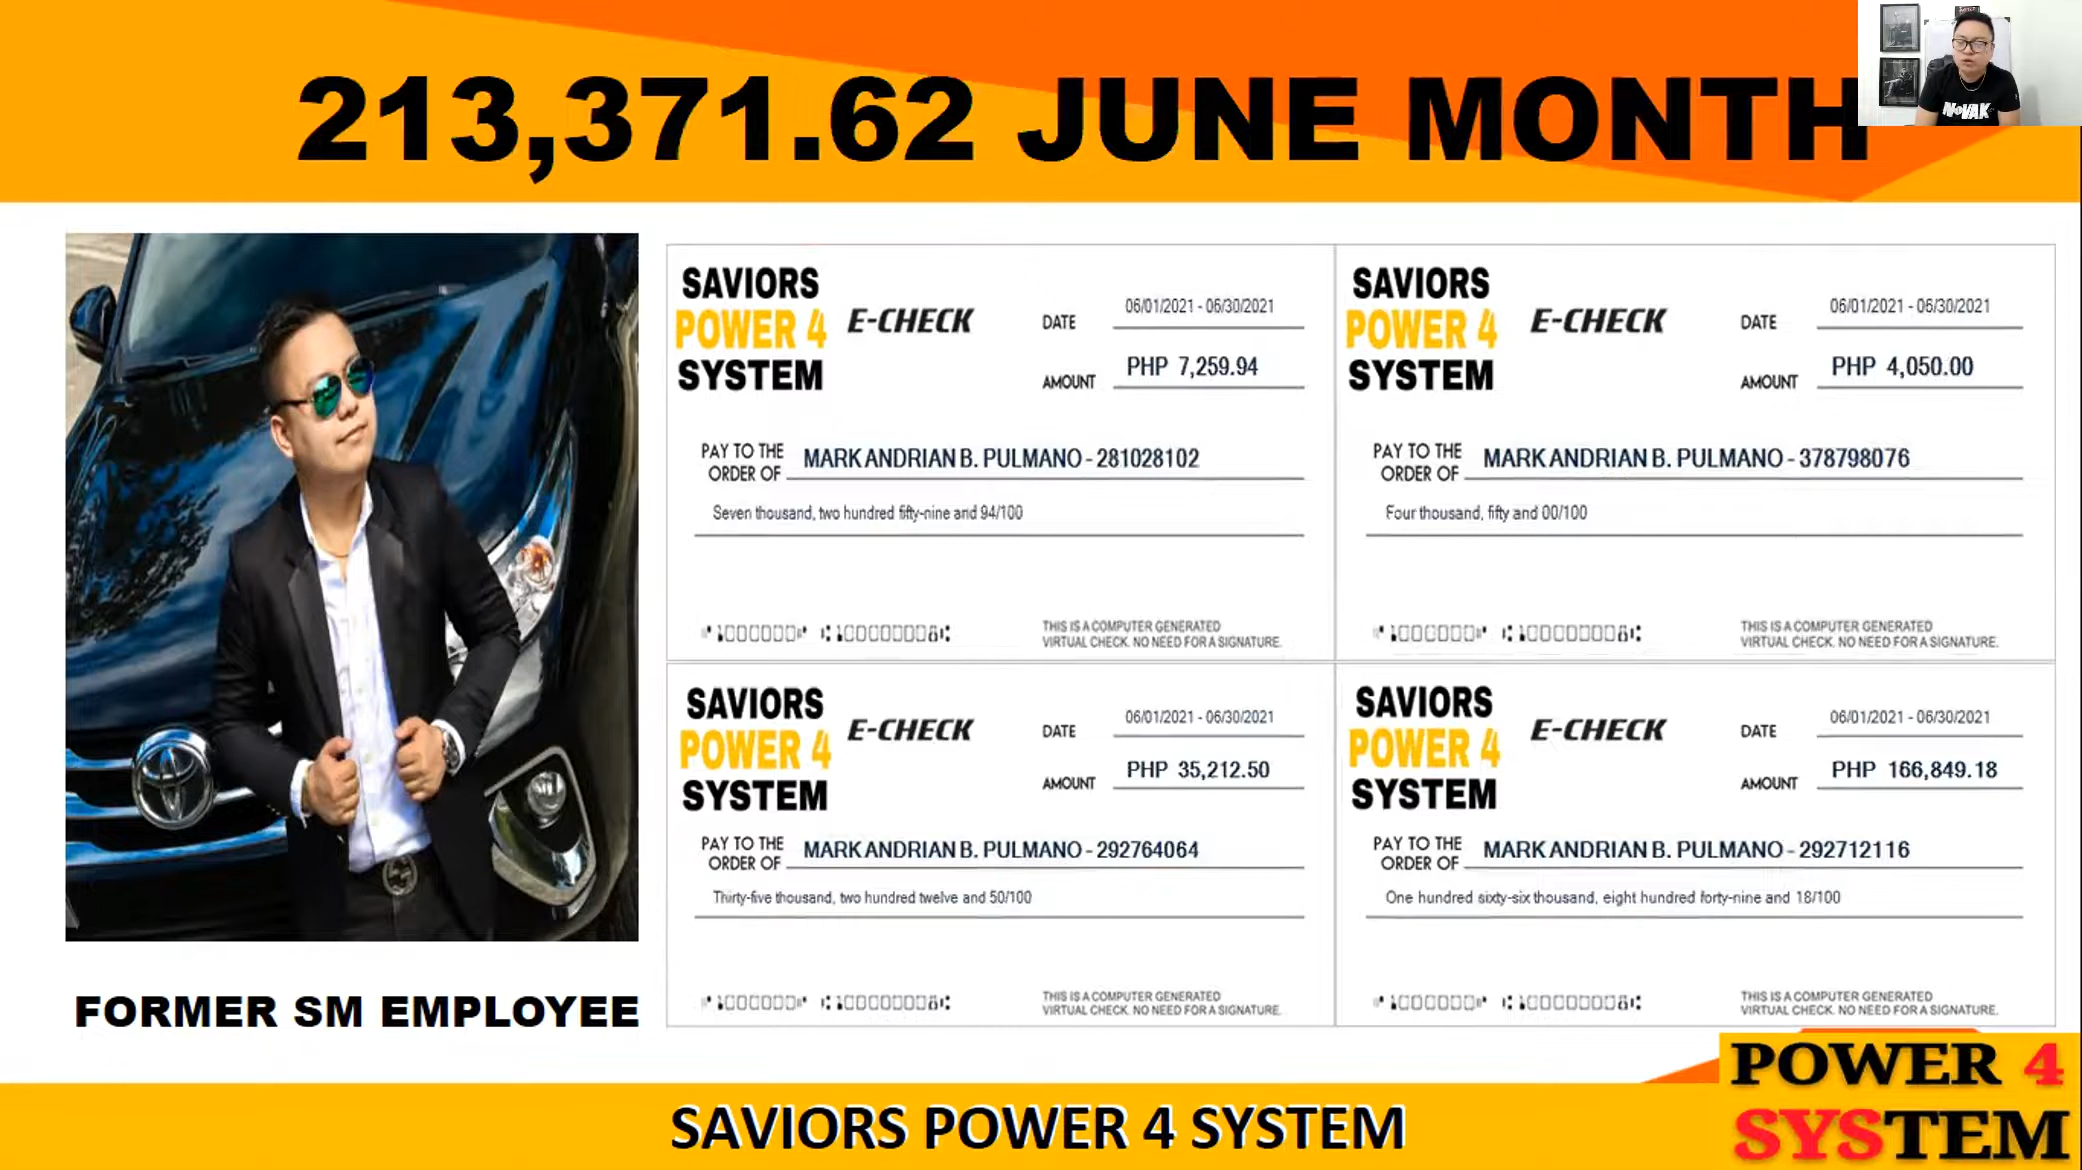 213,371.62 JUNE MONTH
NOVAK
SAVIORS
POWER 4
SYSTEM
E-CHECK
DATE 06/01/2021 - 06/30/2021
AMOUNT PHP 7,259.94
PAY TO THE
ORDER OF MARK ANDRIAN B. PULMANO - 281028102
Seven thousand, two hundred fifty-nine and 94/100
THIS IS A COMPUTER GENERATED
VIRTUAL CHECK. NO NEED FOR A SIGNATURE.
SAVIORS
POWER 4
SYSTEM
E-CHECK
DATE 06/01/2021 - 06/30/2021
AMOUNT PHP 4,050.00
PAY TO THE
ORDER OF MARK ANDRIAN B. PULMANO - 378798076
Four thousand, fifty and 00/100
THIS IS A COMPUTER GENERATED
VIRTUAL CHECK. NO NEED FOR A SIGNATURE.
SAVIORS
POWER 4
SYSTEM
E-CHECK
DATE 06/01/2021 - 06/30/2021
AMOUNT PHP 35,212.50
PAY TO THE
ORDER OF MARK ANDRIAN B. PULMANO - 292764064
Thirty-five thousand, two hundred twelve and 50/100
THIS IS A COMPUTER GENERATED
VIRTUAL CHECK. NO NEED FOR A SIGNATURE.
SAVIORS
POWER 4
SYSTEM
E-CHECK
DATE 06/01/2021 - 06/30/2021
AMOUNT PHP 166,849.18
PAY TO THE
ORDER OF MARK ANDRIAN B. PULMANO - 292712116
One hundred sixty-six thousand, eight hundred forty-nine and 18/100
THIS IS A COMPUTER GENERATED
VIRTUAL CHECK. NO NEED FOR A SIGNATURE.
FORMER SM EMPLOYEE
SAVIORS POWER 4 SYSTEM
POWER 4
SYSTEM